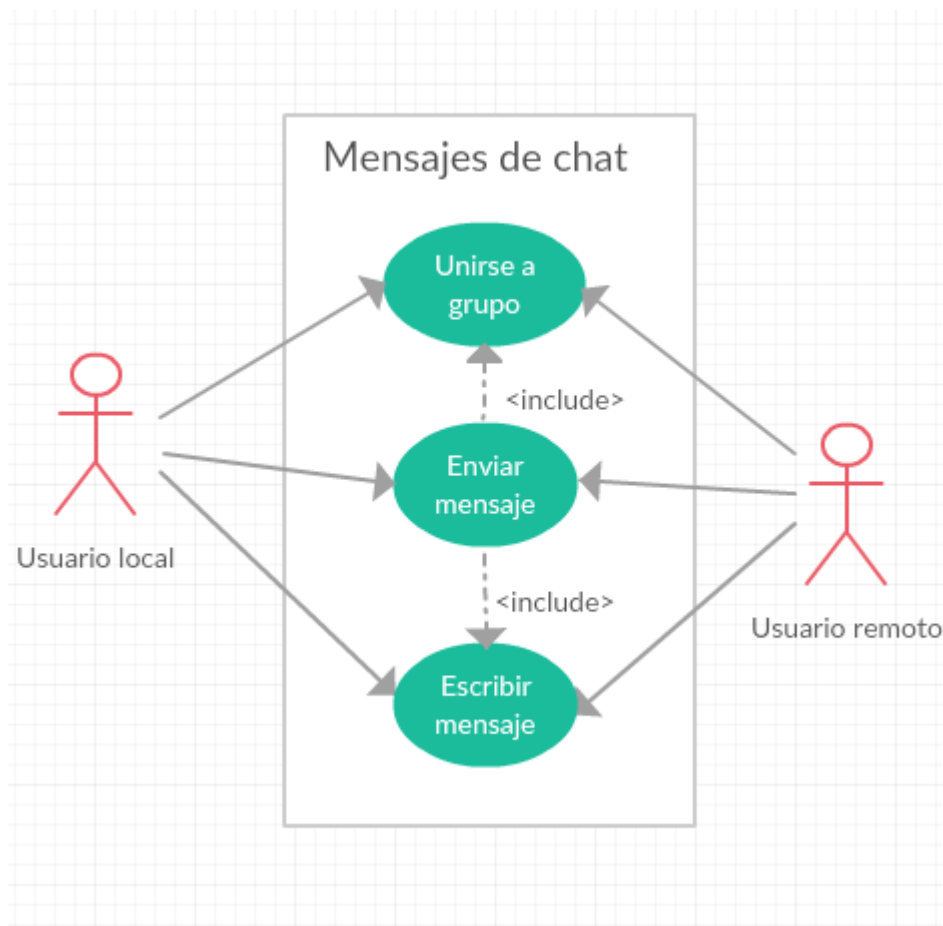 Mensajes de chat
Unirse a
grupo
<include>
Enviar
mensaje
Usuario local
<include>
Usuario remoto
Escribir
mensaje